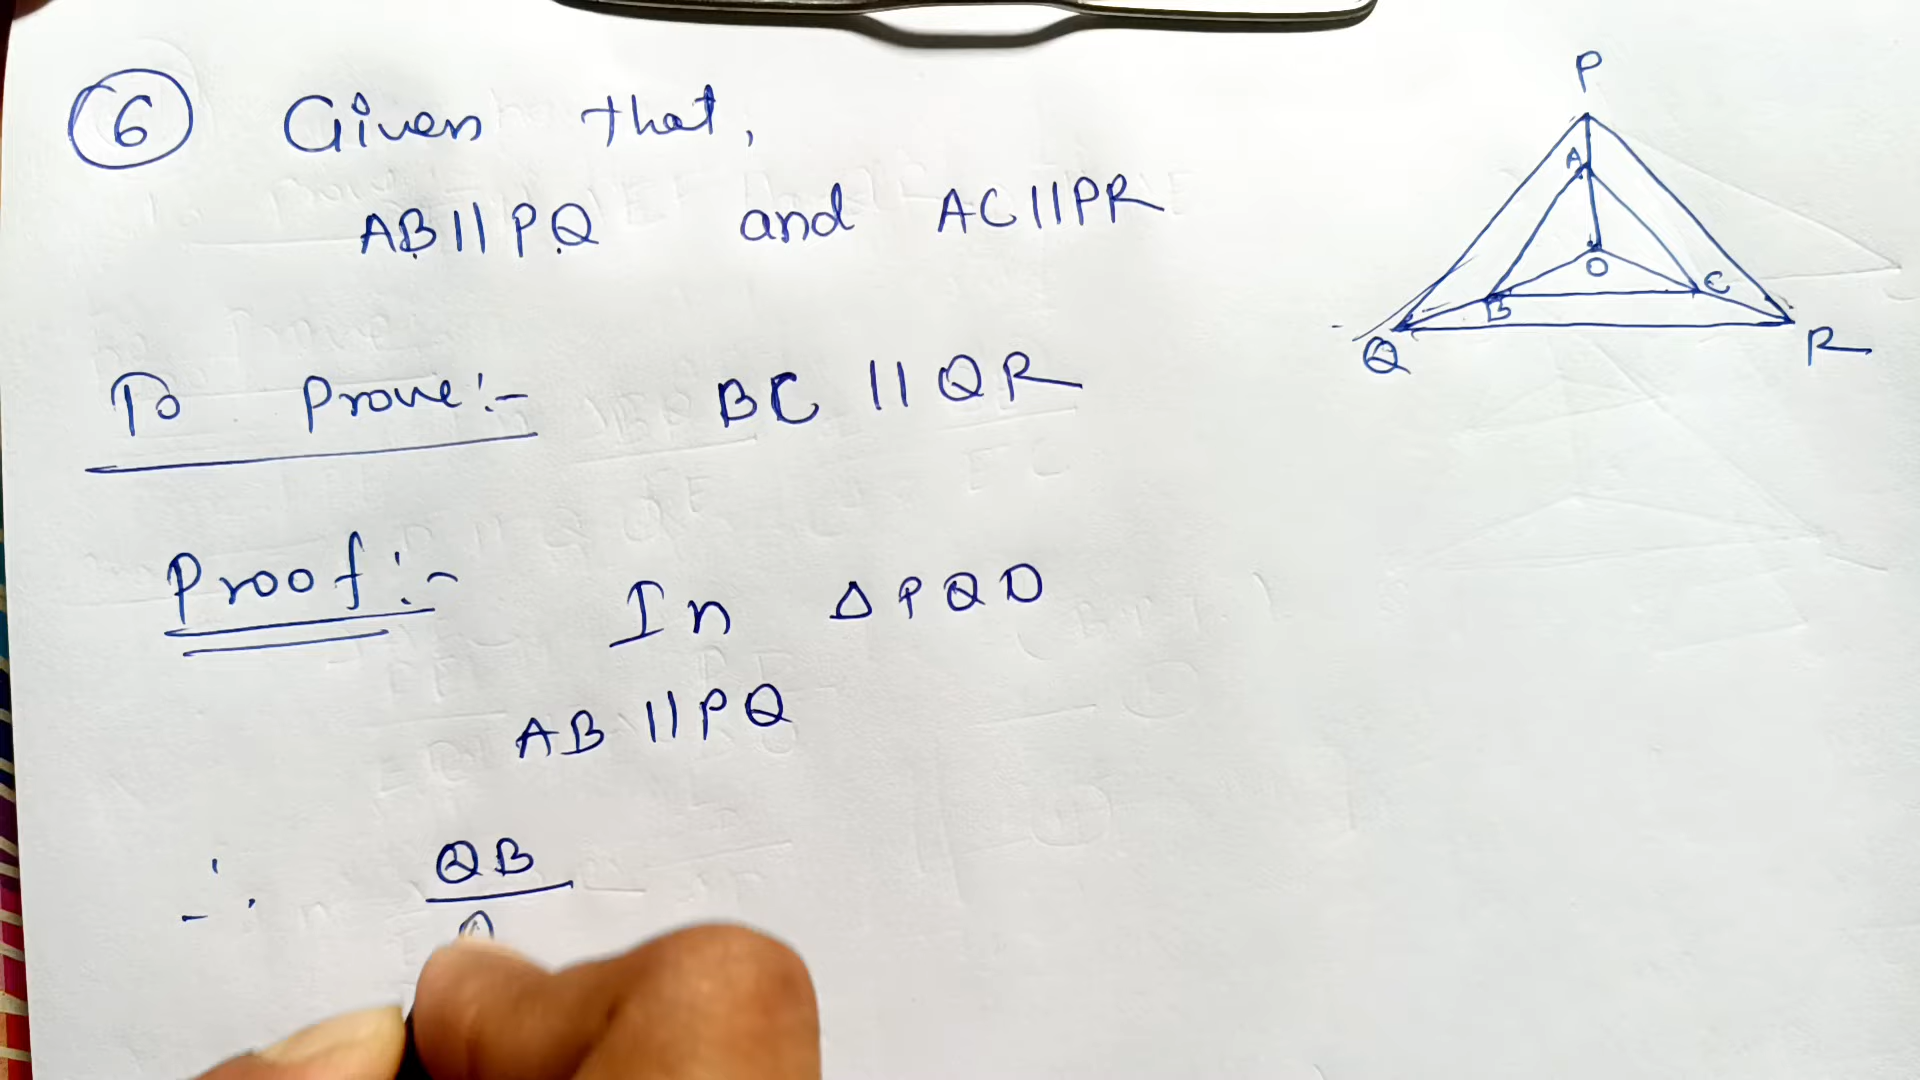 6 Given that,
AB || PQ and AC || PR
To Prove :- BC || QR
Proof :- In △ PQO
AB || PQ
∴ QB
O
P
A
O
B
C
Q
R